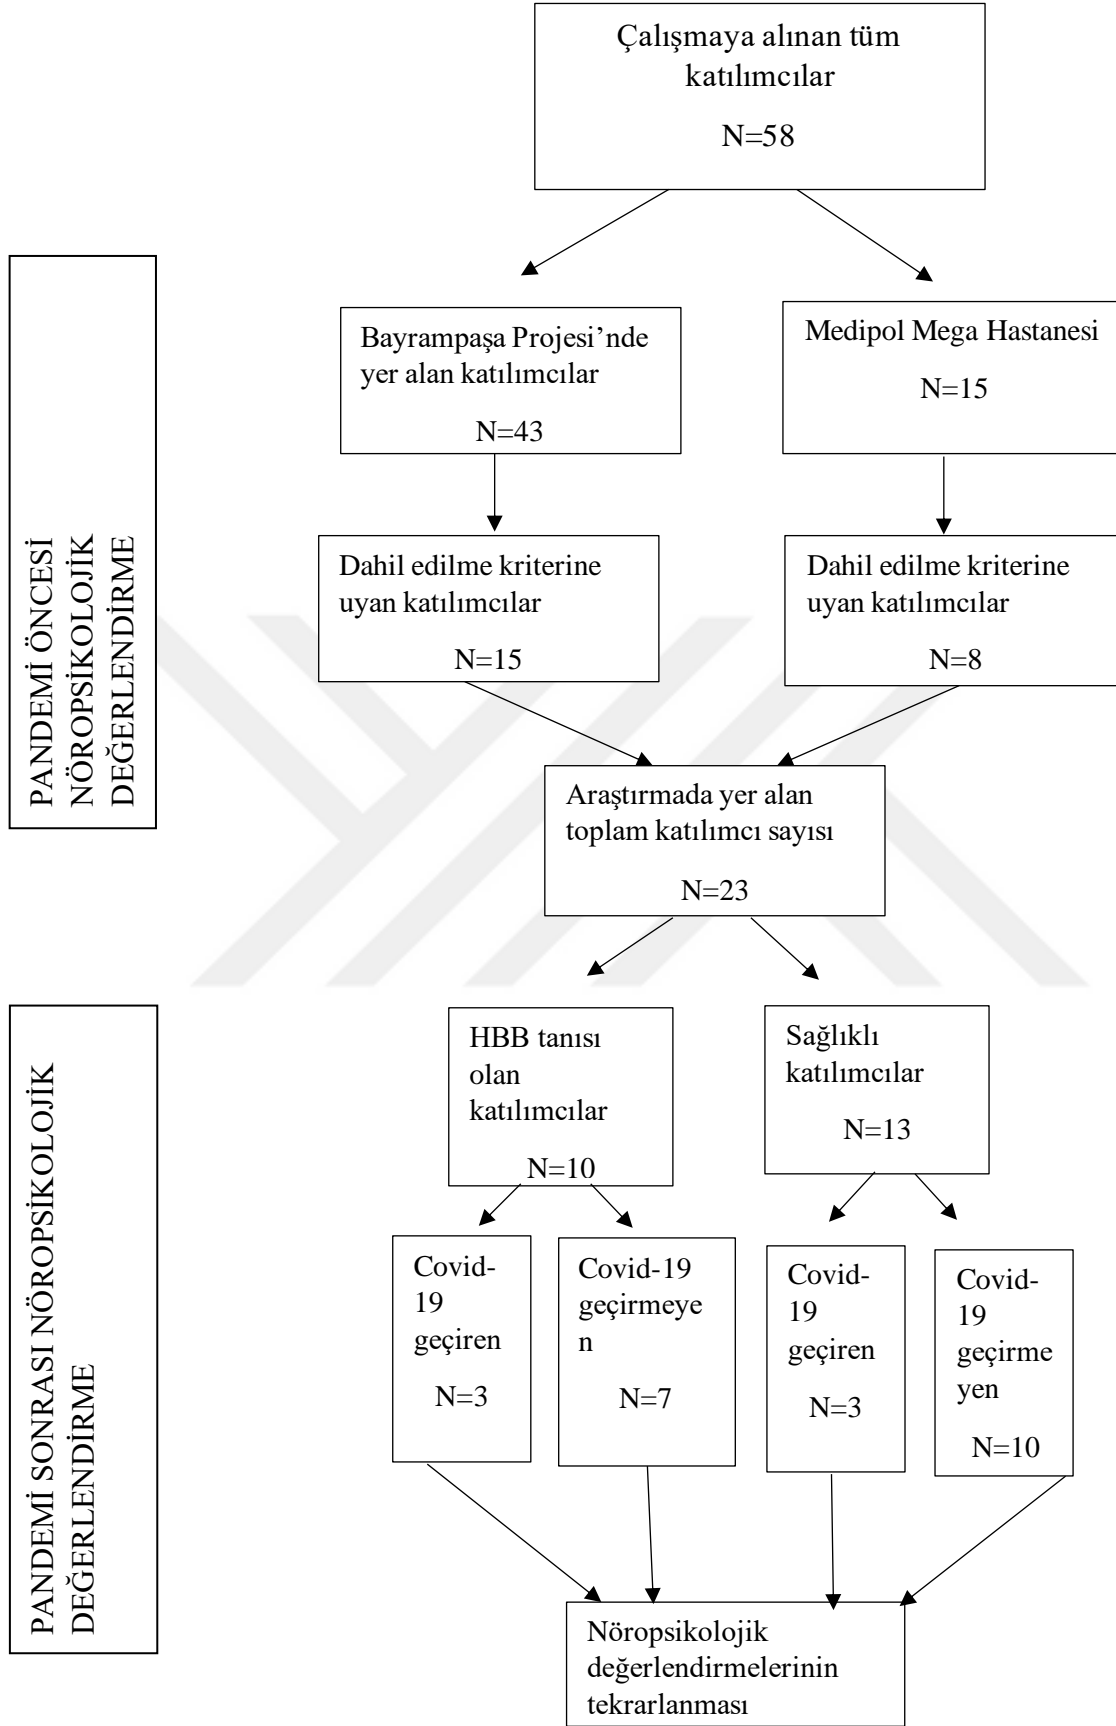 Çalışmaya alınan tüm
katılımcılar
N=58
PANDEMİ ÖNCESİ
NÖROPSİKOLOJİK
DEĞERLENDİRME
Bayrampaşa Projesi’nde
yer alan katılımcılar
N=43
Medipol Mega Hastanesi
N=15
Dahil edilme kriterine
uyan katılımcılar
N=15
Dahil edilme kriterine
uyan katılımcılar
N=8
Araştırmada yer alan
toplam katılımcı sayısı
N=23
PANDEMİ SONRASI NÖROPSİKOLOJİK
DEĞERLENDİRME
HBB tanısı
olan
katılımcılar
N=10
Sağlıklı
katılımcılar
N=13
Covid-
19
geçiren
N=3
Covid-19
geçirmeye
n
N=7
Covid-
19
geçiren
N=3
Covid-
19
geçirme
yen
N=10
Nöropsikolojik
değerlendirmelerinin
tekrarlanması